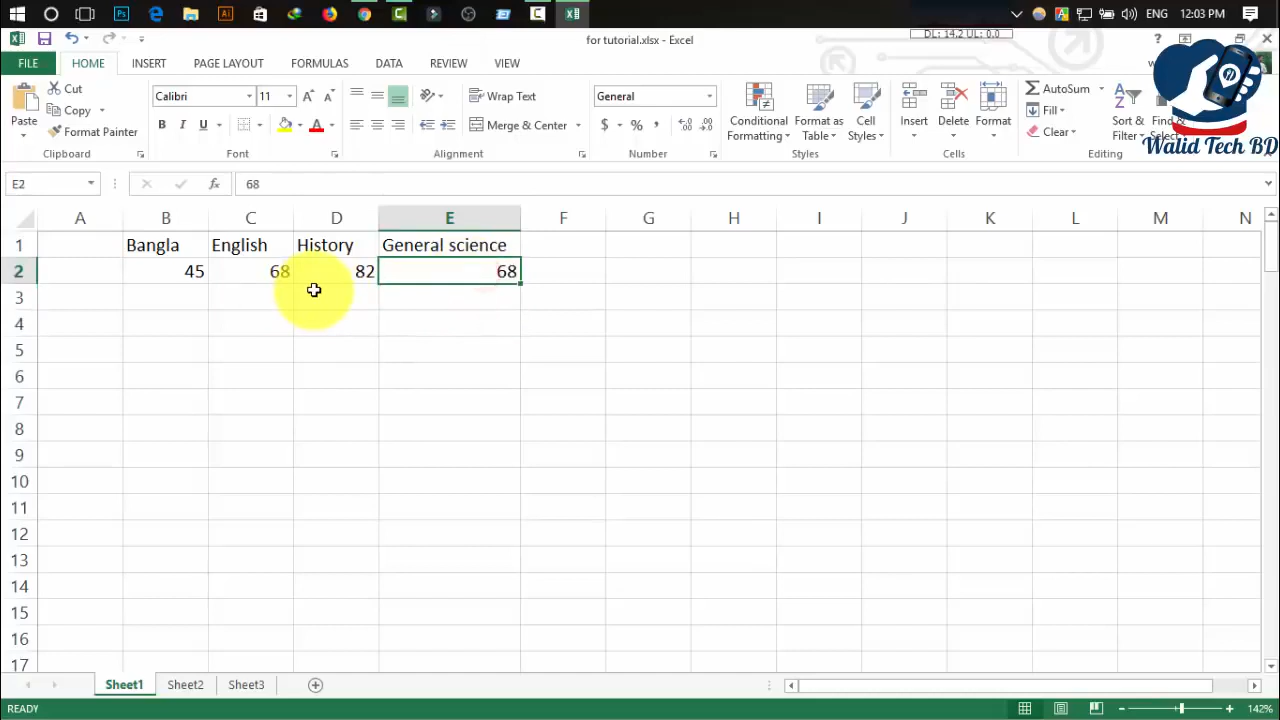 ENG 12:03 PM
for tutorial.xlsx - Excel
DL: 14.2 UL: 0.0
FILE HOME INSERT PAGE LAYOUT FORMULAS DATA REVIEW VIEW
Paste
Cut
Copy
Format Painter
Clipboard
Calibri 11
B I U
Font
Wrap Text
Merge & Center
Alignment
General
$ % ,
Number
Conditional Formatting
Format as Table
Cell Styles
Styles
Insert Delete Format
Cells
AutoSum
Fill
Clear
Sort & Filter
Find & Select
Editing
Walid Tech BD
E2 fx 68
A B C D E F G H I J K L M N
1 Bangla English History General science
2 45 68 82 68
3
4
5
6
7
8
9
10
11
12
13
14
15
16
17
Sheet1 Sheet2 Sheet3
READY 142%